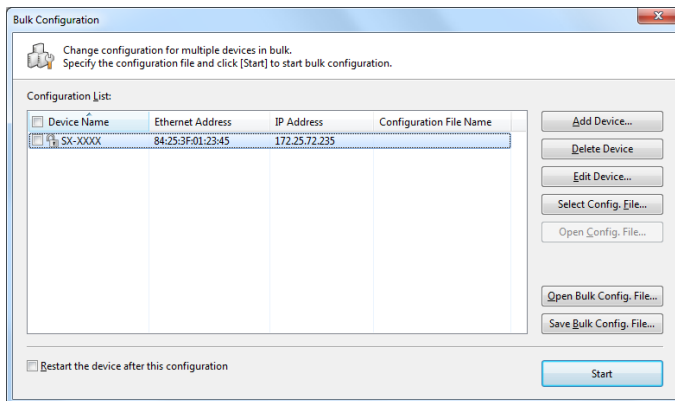 Bulk Configuration
Change configuration for multiple devices in bulk.
Specify the configuration file and click [Start] to start bulk configuration.
Configuration List:
Device Name Ethernet Address IP Address Configuration File Name
SX-XXXX 84:25:3F:01:23:45 172.25.72.235
Add Device...
Delete Device
Edit Device...
Select Config. File...
Open Config. File...
Open Bulk Config. File...
Save Bulk Config. File...
Restart the device after this configuration
Start